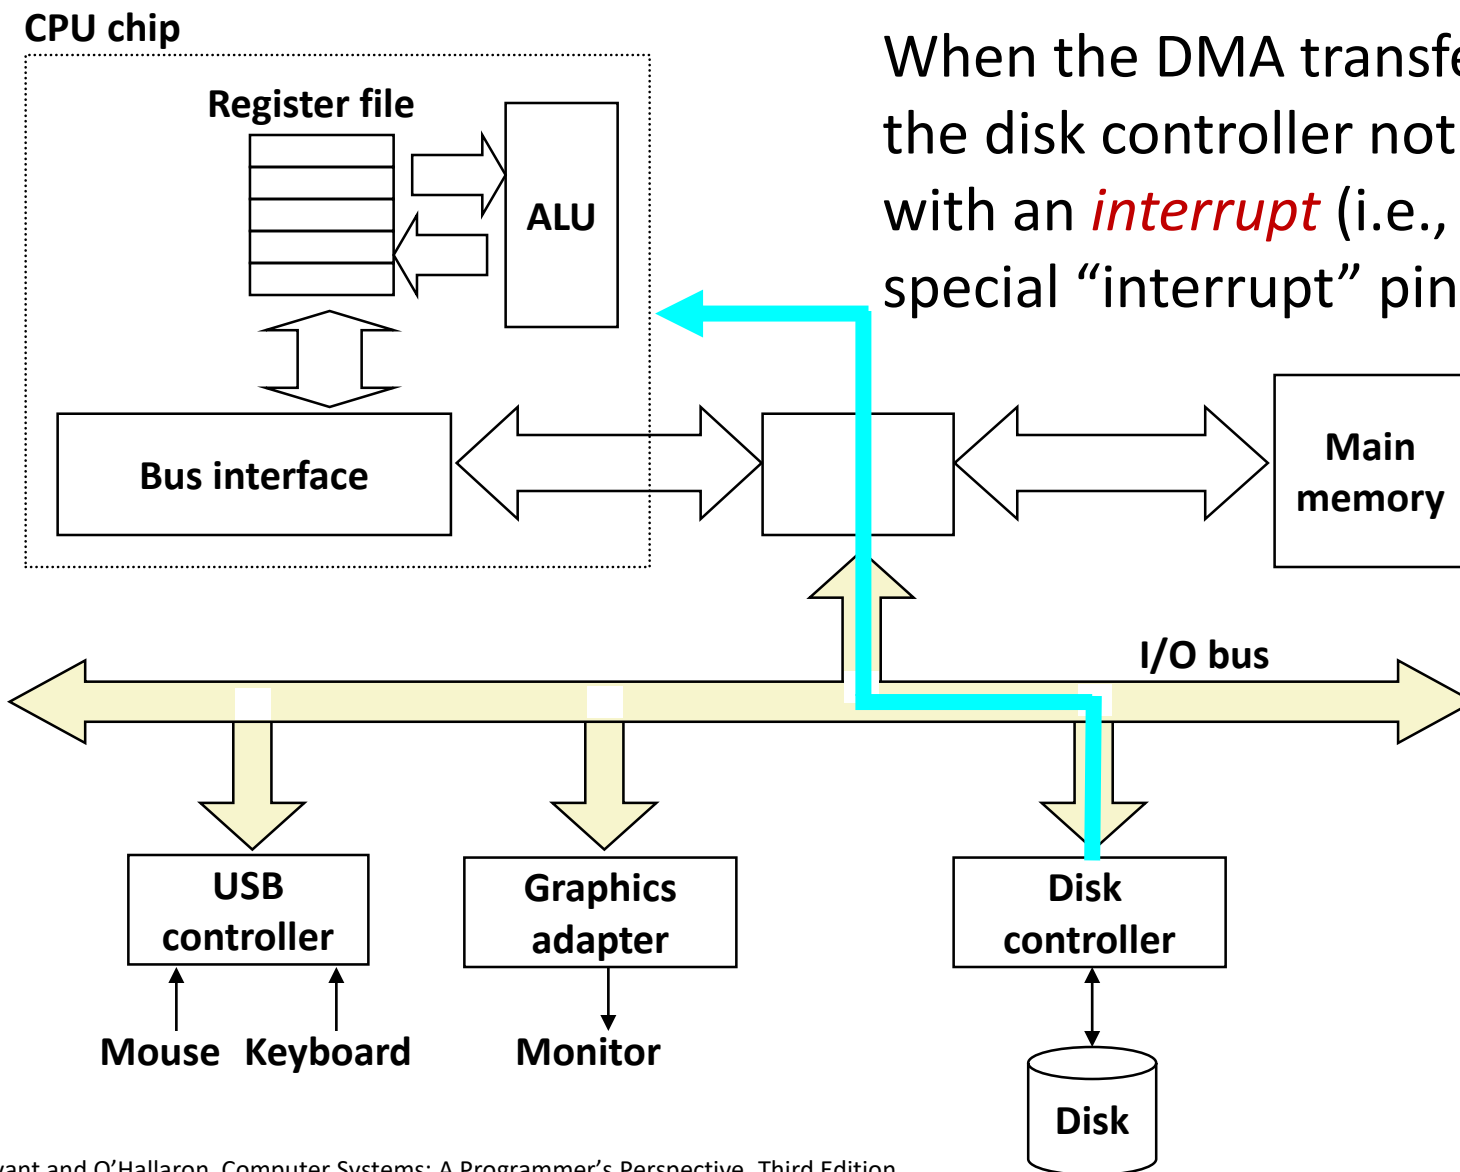 CPU chip
When the DMA transfe
the disk controller not
with an interrupt (i.e.,
special “interrupt” pin
Register file
ALU
Bus interface
Main
memory
I/O bus
USB
controller
Graphics
adapter
Disk
controller
Mouse Keyboard
Monitor
Disk
and O'Hallaron, Computer Systems: A Programmer's Perspective, Third Edition